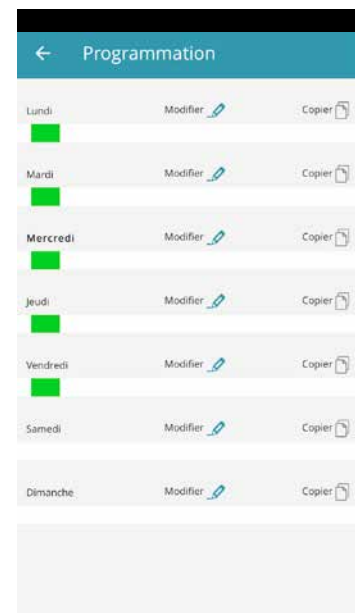 Programmation
Lundi Modifier Copier
Mardi Modifier Copier
Mercredi Modifier Copier
Jeudi Modifier Copier
Vendredi Modifier Copier
Samedi Modifier Copier
Dimanche Modifier Copier